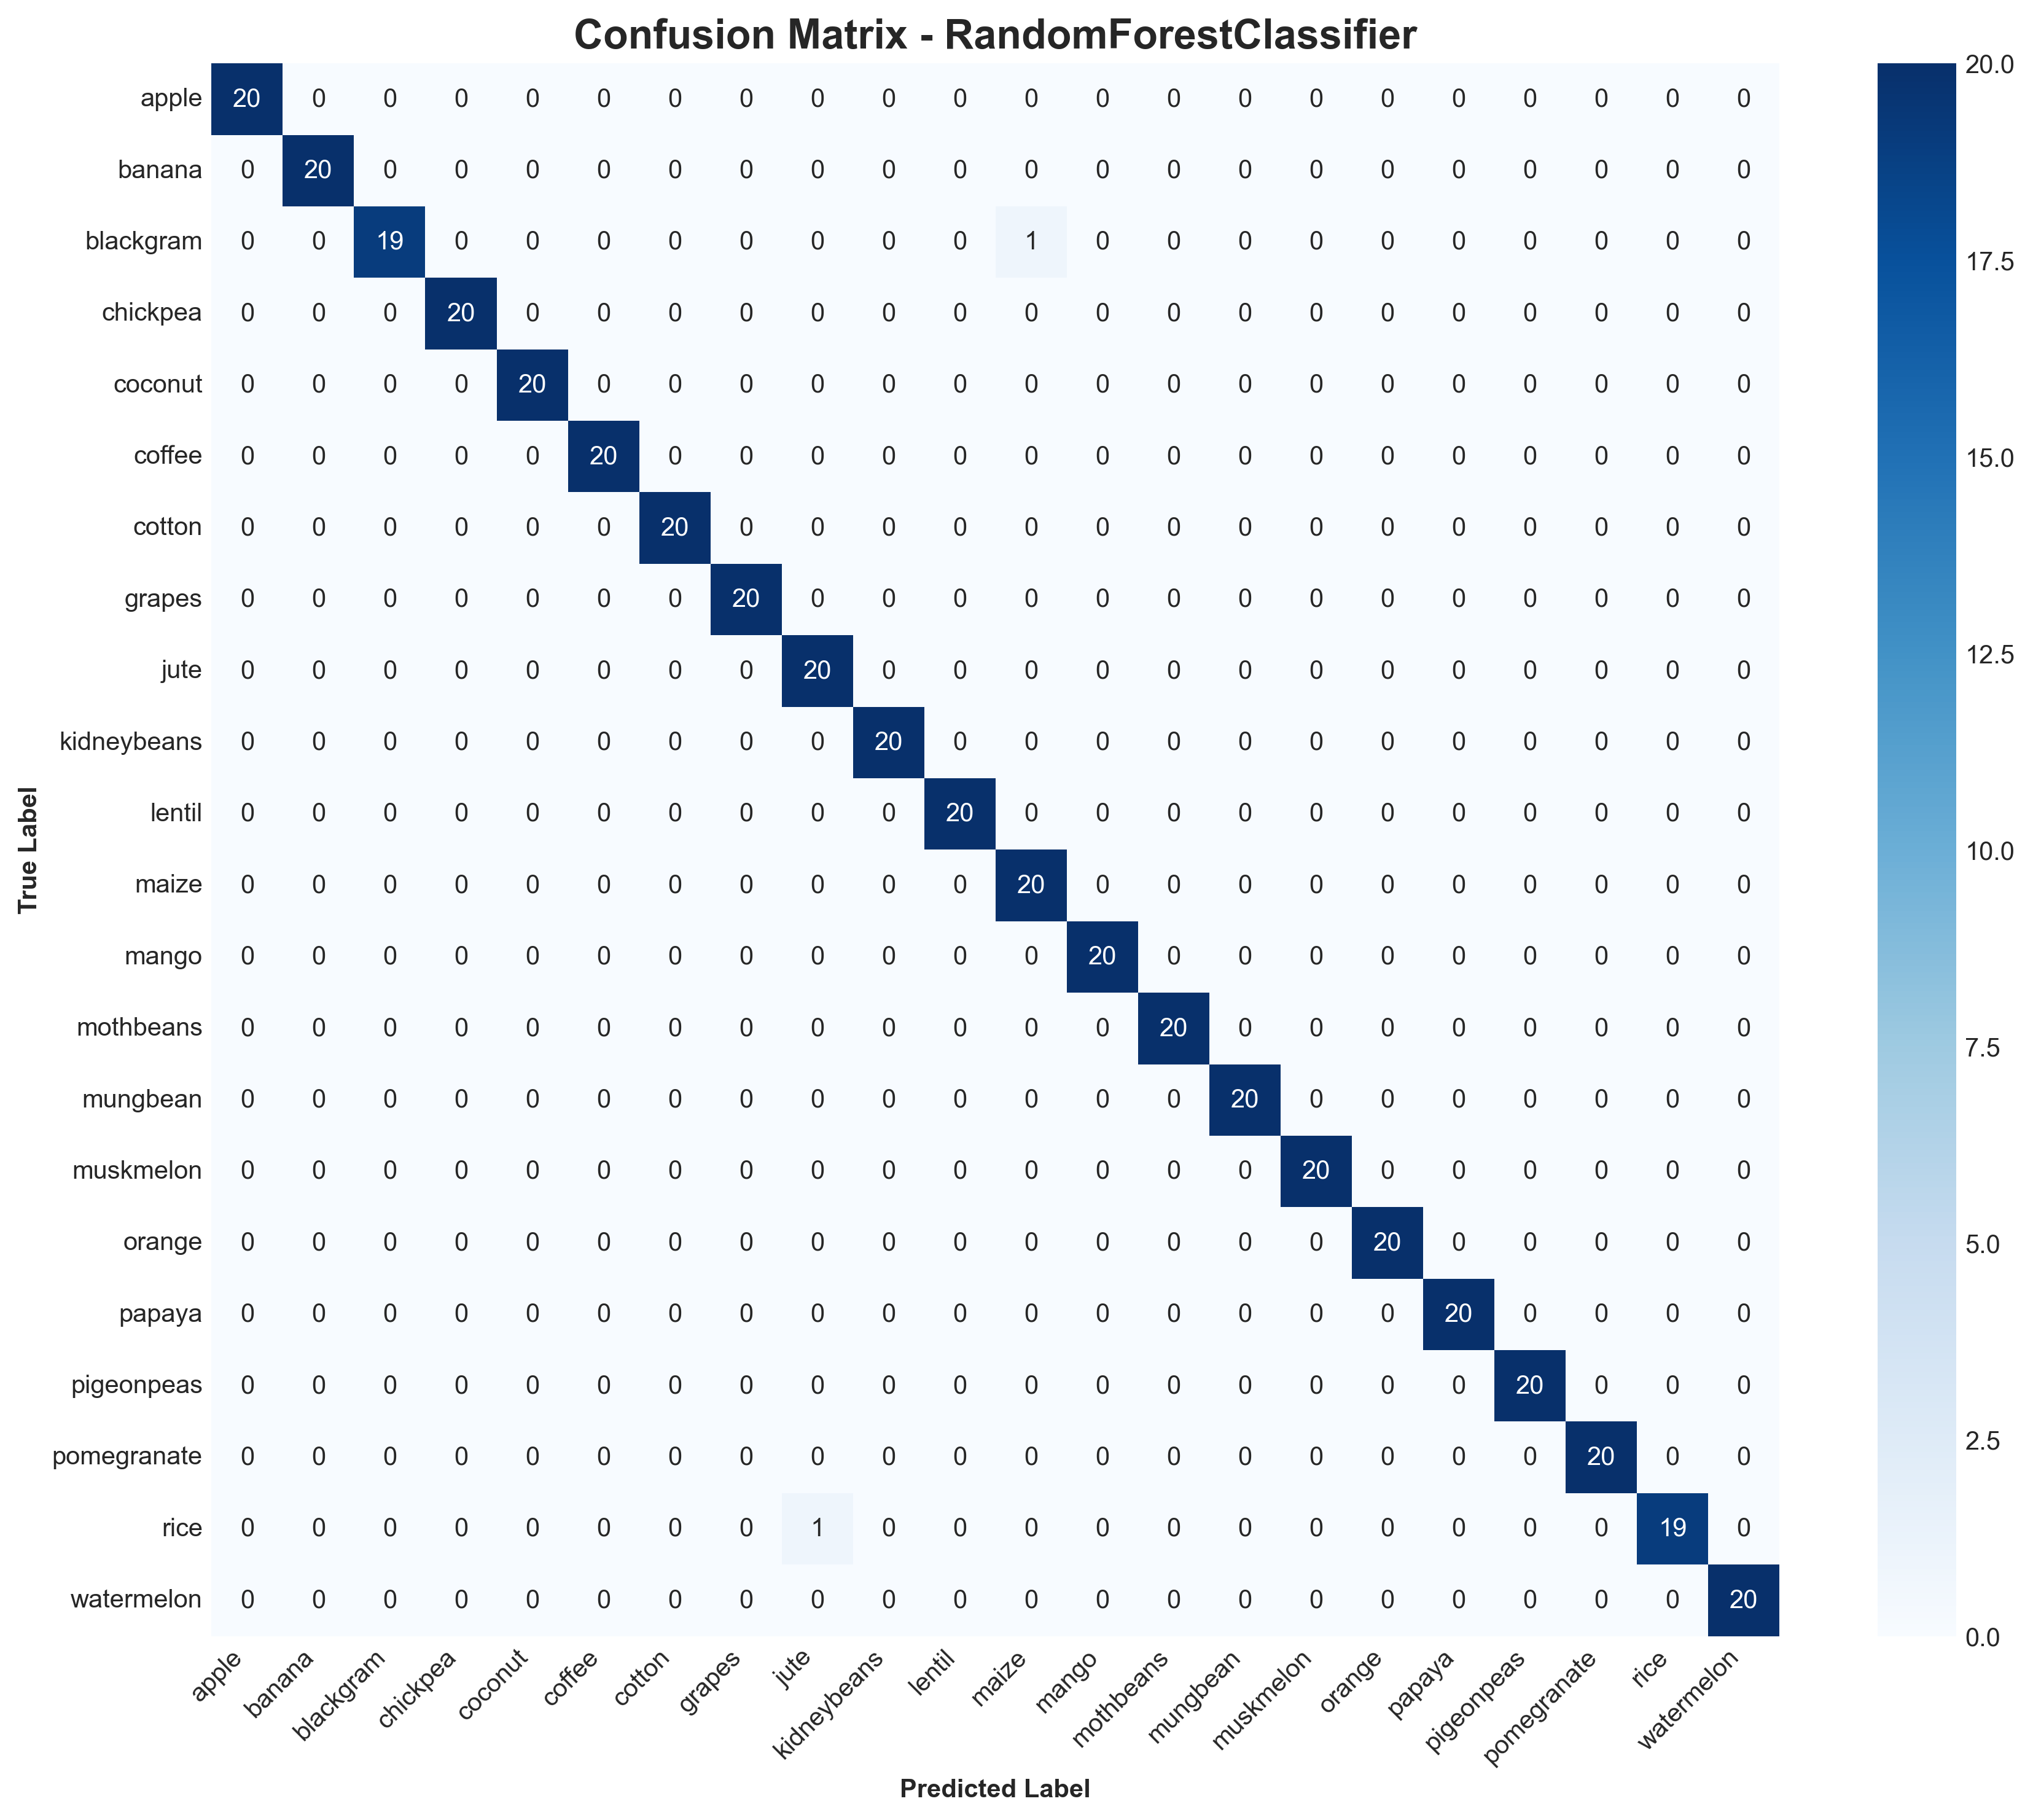 Confusion Matrix - RandomForestClassifier
apple 20 0 0 0 0 0 0 0 0 0 0 0 0 0 0 0 0 0 0 0 0 0
banana 0 20 0 0 0 0 0 0 0 0 0 0 0 0 0 0 0 0 0 0 0 0
blackgram 0 0 19 0 0 0 0 0 0 0 0 1 0 0 0 0 0 0 0 0 0 0
chickpea 0 0 0 20 0 0 0 0 0 0 0 0 0 0 0 0 0 0 0 0 0 0
coconut 0 0 0 0 20 0 0 0 0 0 0 0 0 0 0 0 0 0 0 0 0 0
coffee 0 0 0 0 0 20 0 0 0 0 0 0 0 0 0 0 0 0 0 0 0 0
cotton 0 0 0 0 0 0 20 0 0 0 0 0 0 0 0 0 0 0 0 0 0 0
grapes 0 0 0 0 0 0 0 20 0 0 0 0 0 0 0 0 0 0 0 0 0 0
jute 0 0 0 0 0 0 0 0 20 0 0 0 0 0 0 0 0 0 0 0 0 0
kidneybeans 0 0 0 0 0 0 0 0 0 20 0 0 0 0 0 0 0 0 0 0 0 0
lentil 0 0 0 0 0 0 0 0 0 0 20 0 0 0 0 0 0 0 0 0 0 0
maize 0 0 0 0 0 0 0 0 0 0 0 20 0 0 0 0 0 0 0 0 0 0
mango 0 0 0 0 0 0 0 0 0 0 0 0 20 0 0 0 0 0 0 0 0 0
mothbeans 0 0 0 0 0 0 0 0 0 0 0 0 0 20 0 0 0 0 0 0 0 0
mungbean 0 0 0 0 0 0 0 0 0 0 0 0 0 0 20 0 0 0 0 0 0 0
muskmelon 0 0 0 0 0 0 0 0 0 0 0 0 0 0 0 20 0 0 0 0 0 0
orange 0 0 0 0 0 0 0 0 0 0 0 0 0 0 0 0 20 0 0 0 0 0
papaya 0 0 0 0 0 0 0 0 0 0 0 0 0 0 0 0 0 20 0 0 0 0
pigeonpeas 0 0 0 0 0 0 0 0 0 0 0 0 0 0 0 0 0 0 20 0 0 0
pomegranate 0 0 0 0 0 0 0 0 0 0 0 0 0 0 0 0 0 0 0 20 0 0
rice 0 0 0 0 0 0 0 0 1 0 0 0 0 0 0 0 0 0 0 0 19 0
watermelon 0 0 0 0 0 0 0 0 0 0 0 0 0 0 0 0 0 0 0 0 0 20
True Label
apple banana blackgram chickpea coconut coffee cotton grapes jute kidneybeans lentil maize mango mothbeans mungbean muskmelon orange papaya pigeonpeas pomegranate rice watermelon
Predicted Label
20.0
17.5
15.0
12.5
10.0
7.5
5.0
2.5
0.0